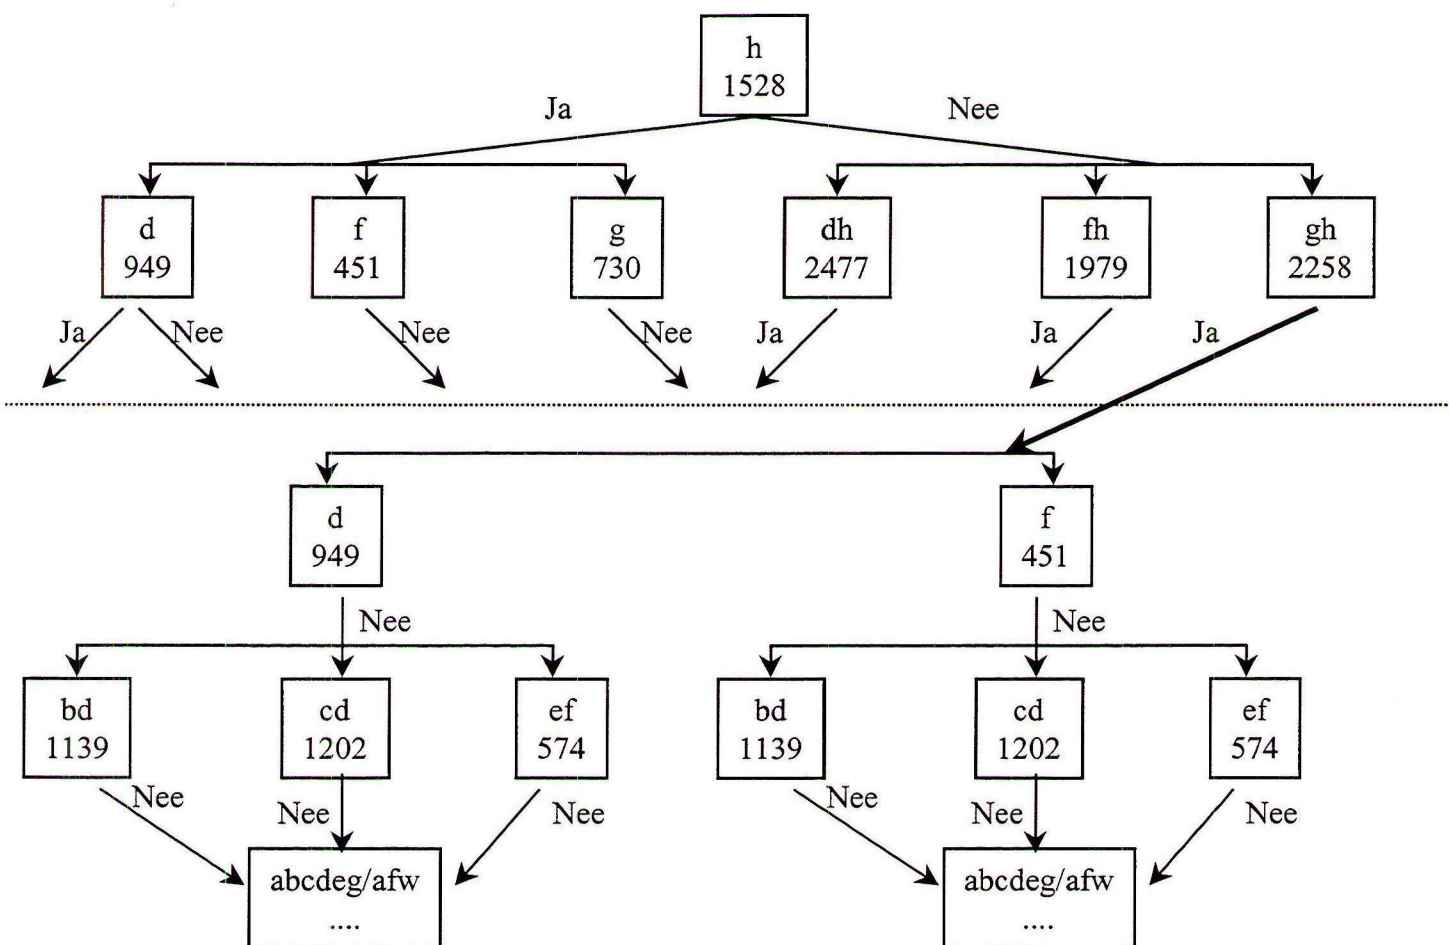 h
1528
Ja
Nee
d
949
f
451
g
730
dh
2477
fh
1979
gh
2258
Ja
Nee
Nee
Nee
Ja
Ja
Ja
d
949
f
451
Nee
Nee
bd
1139
cd
1202
ef
574
bd
1139
cd
1202
ef
574
Nee
Nee
Nee
Nee
Nee
Nee
abcdeg/afw
....
abcdeg/afw
....